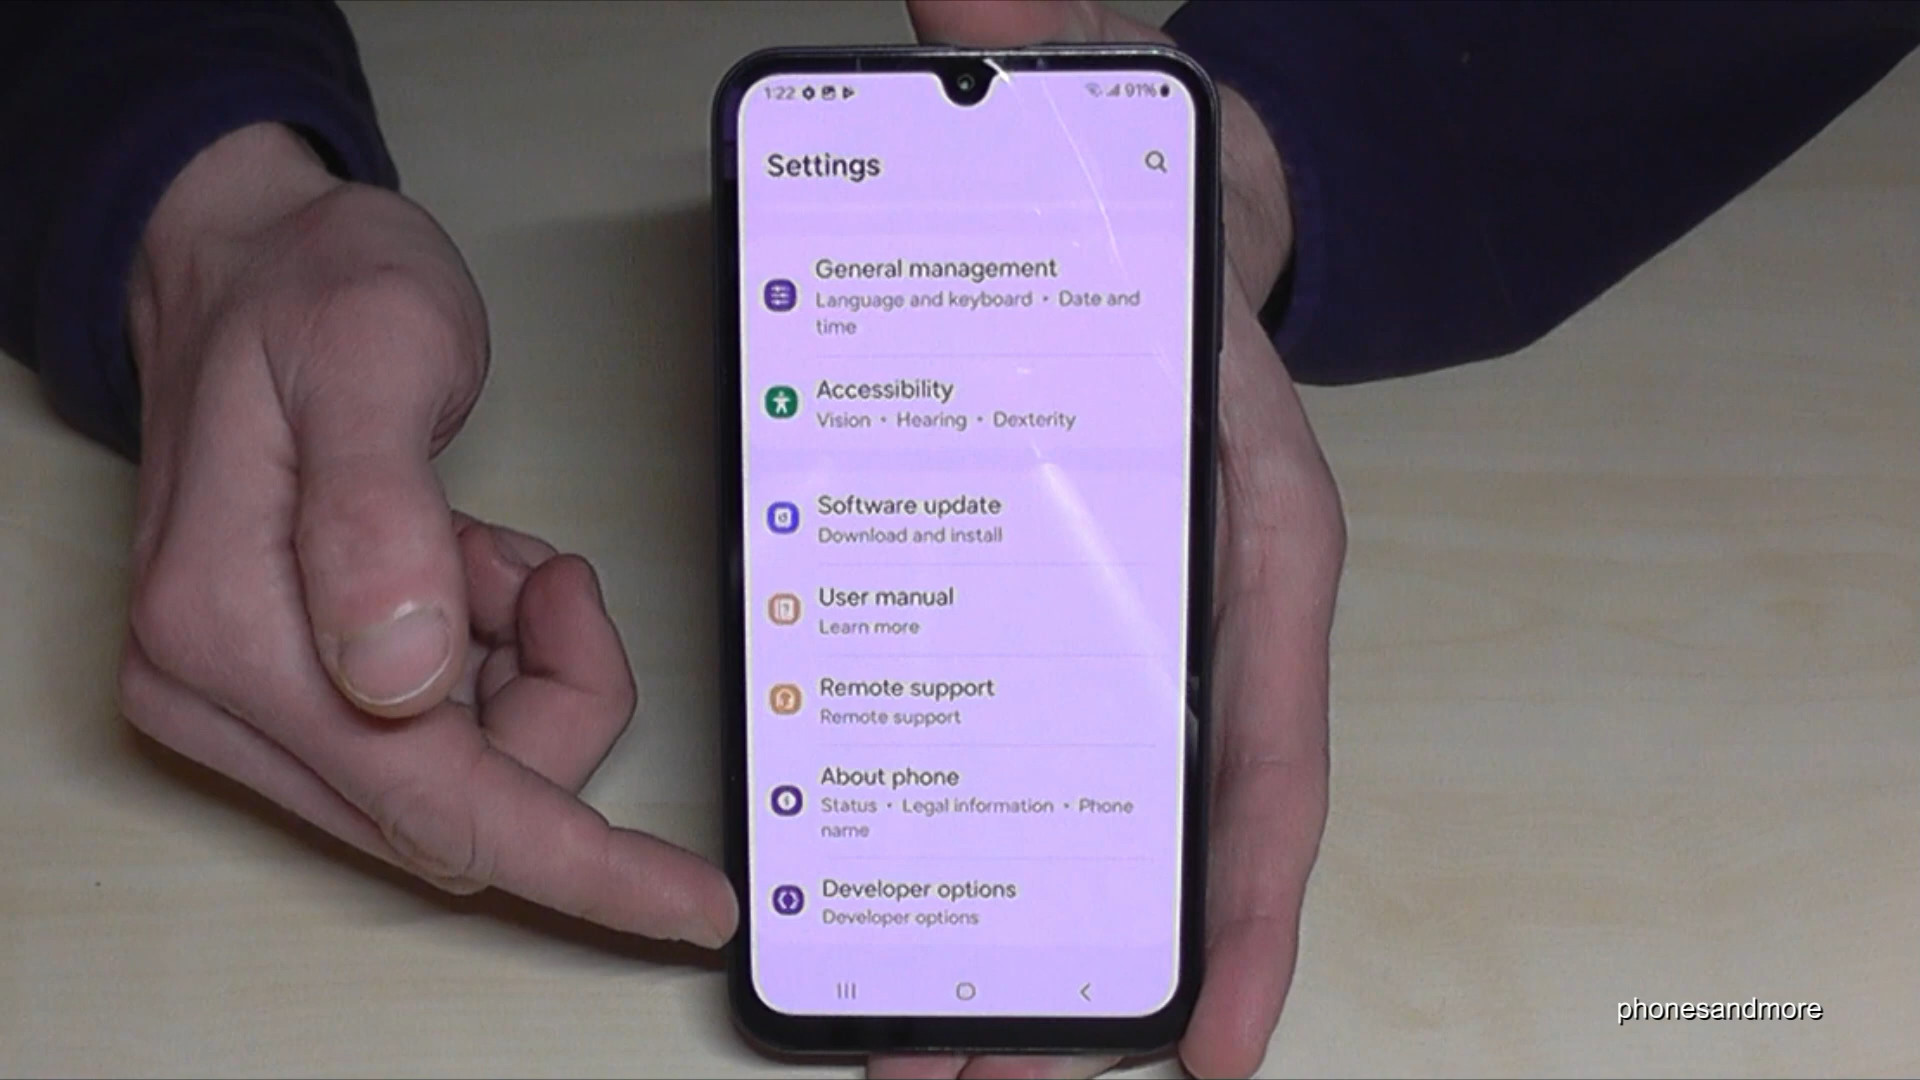 1:22
91%
Settings
General management
Language and keyboard • Date and
time
Accessibility
Vision • Hearing • Dexterity
Software update
Download and install
User manual
Learn more
Remote support
Remote support
About phone
Status • Legal information • Phone
name
Developer options
Developer options
phonesandmore